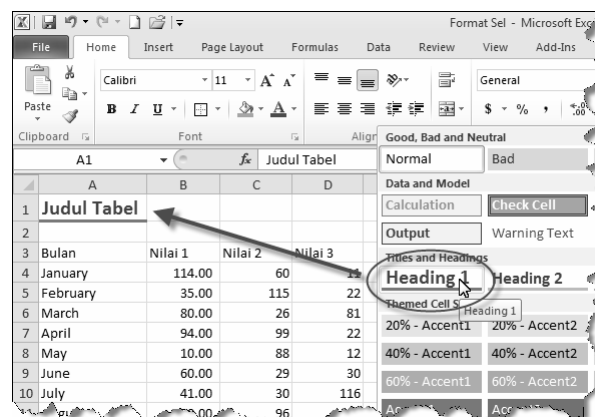 Format Sel - Microsoft Exc
File Home Insert Page Layout Formulas Data Review View Add-Ins
Calibri 11 A A General
Paste B I U A $ % ,
Clipboard Font Align
A1 fx Judul Tabel
A B C D
1 Judul Tabel
2
3 Bulan Nilai 1 Nilai 2 Nilai 3
4 January 114.00 60 11
5 February 35.00 115 22
6 March 80.00 26 81
7 April 94.00 99 22
8 May 10.00 88 12
9 June 60.00 29 30
10 July 41.00 30 116
.00 96
Good, Bad and Neutral
Normal Bad
Data and Model
Calculation Check Cell
Output Warning Text
Titles and Headings
Heading 1 Heading 2
Themed Cell S
Heading 1
20% - Accent1 20% - Accent2
40% - Accent1 40% - Accent2
60% - Accent1 60% - Accent2